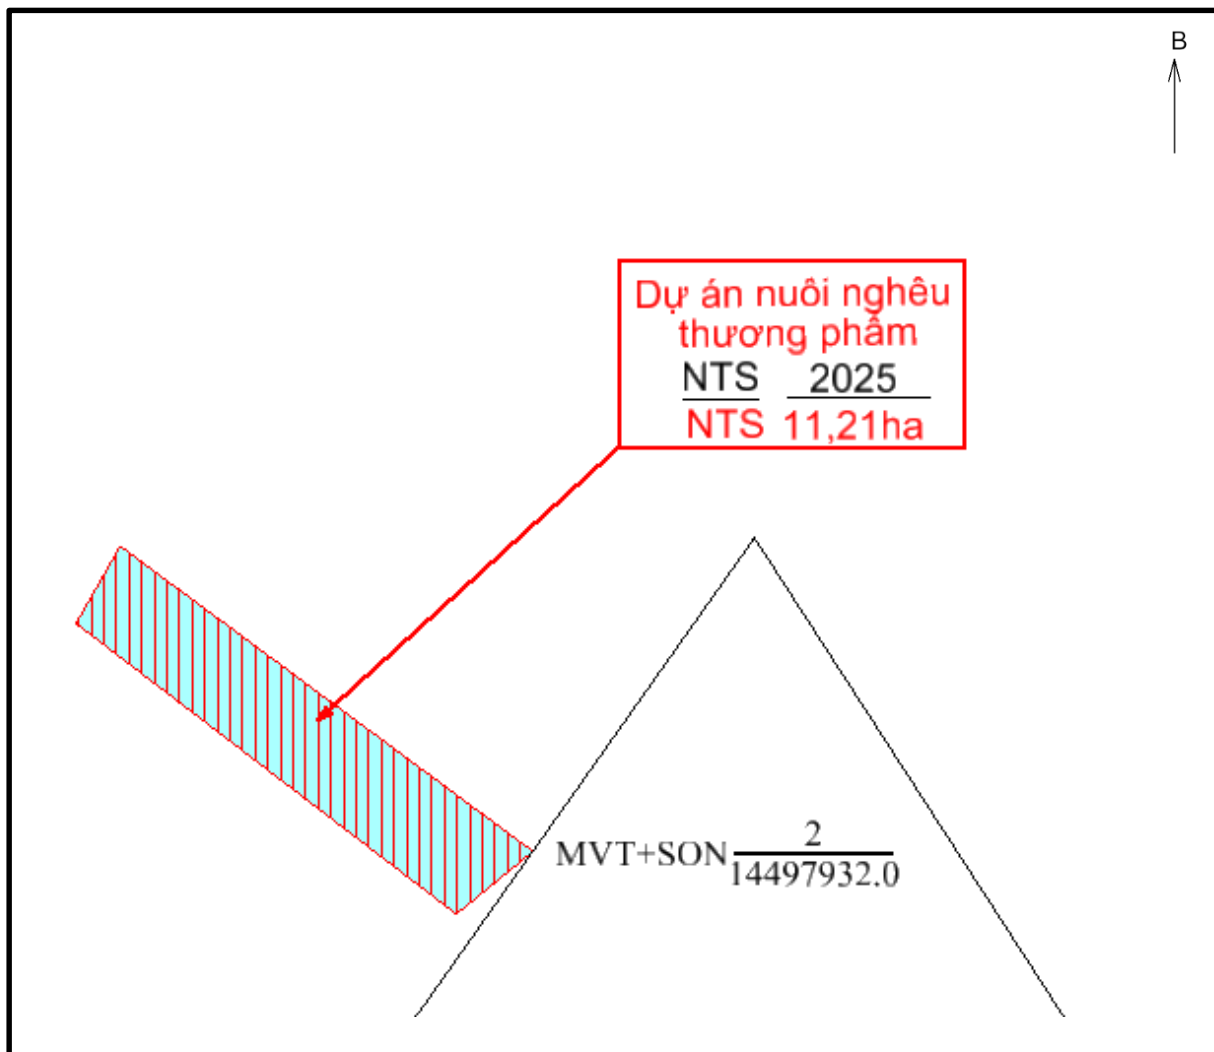 B
Dự án nuôi nghêu
thương phẩm
NTS 2025
NTS 11,21ha
2
MVT+SON
14497932.0